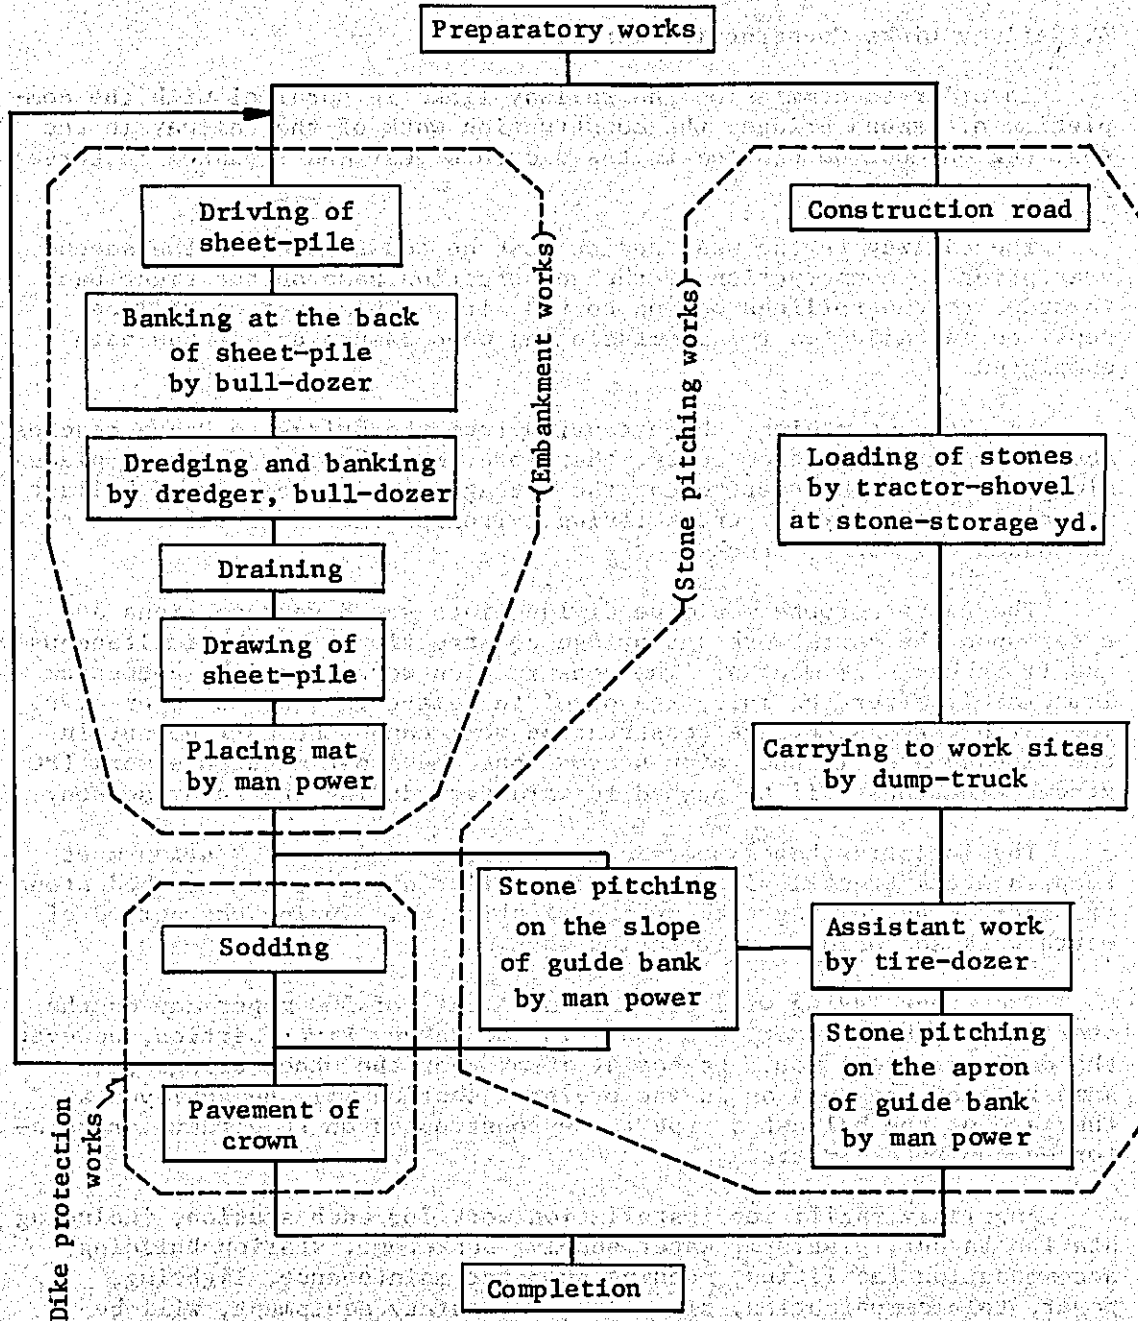 Preparatory works
Driving of
sheet-pile
Banking at the back
of sheet-pile
by bull-dozer
Dredging and banking
by dredger, bull-dozer
Draining
Drawing of
sheet-pile
Placing mat
by man power
(Embankment works)
Sodding
Pavement of
crown
Dike protection
works
(Stone pitching works)
Construction road
Loading of stones
by tractor-shovel
at stone-storage yd.
Carrying to work sites
by dump-truck
Assistant work
by tire-dozer
Stone pitching
on the slope
of guide bank
by man power
Stone pitching
on the apron
of guide bank
by man power
Completion